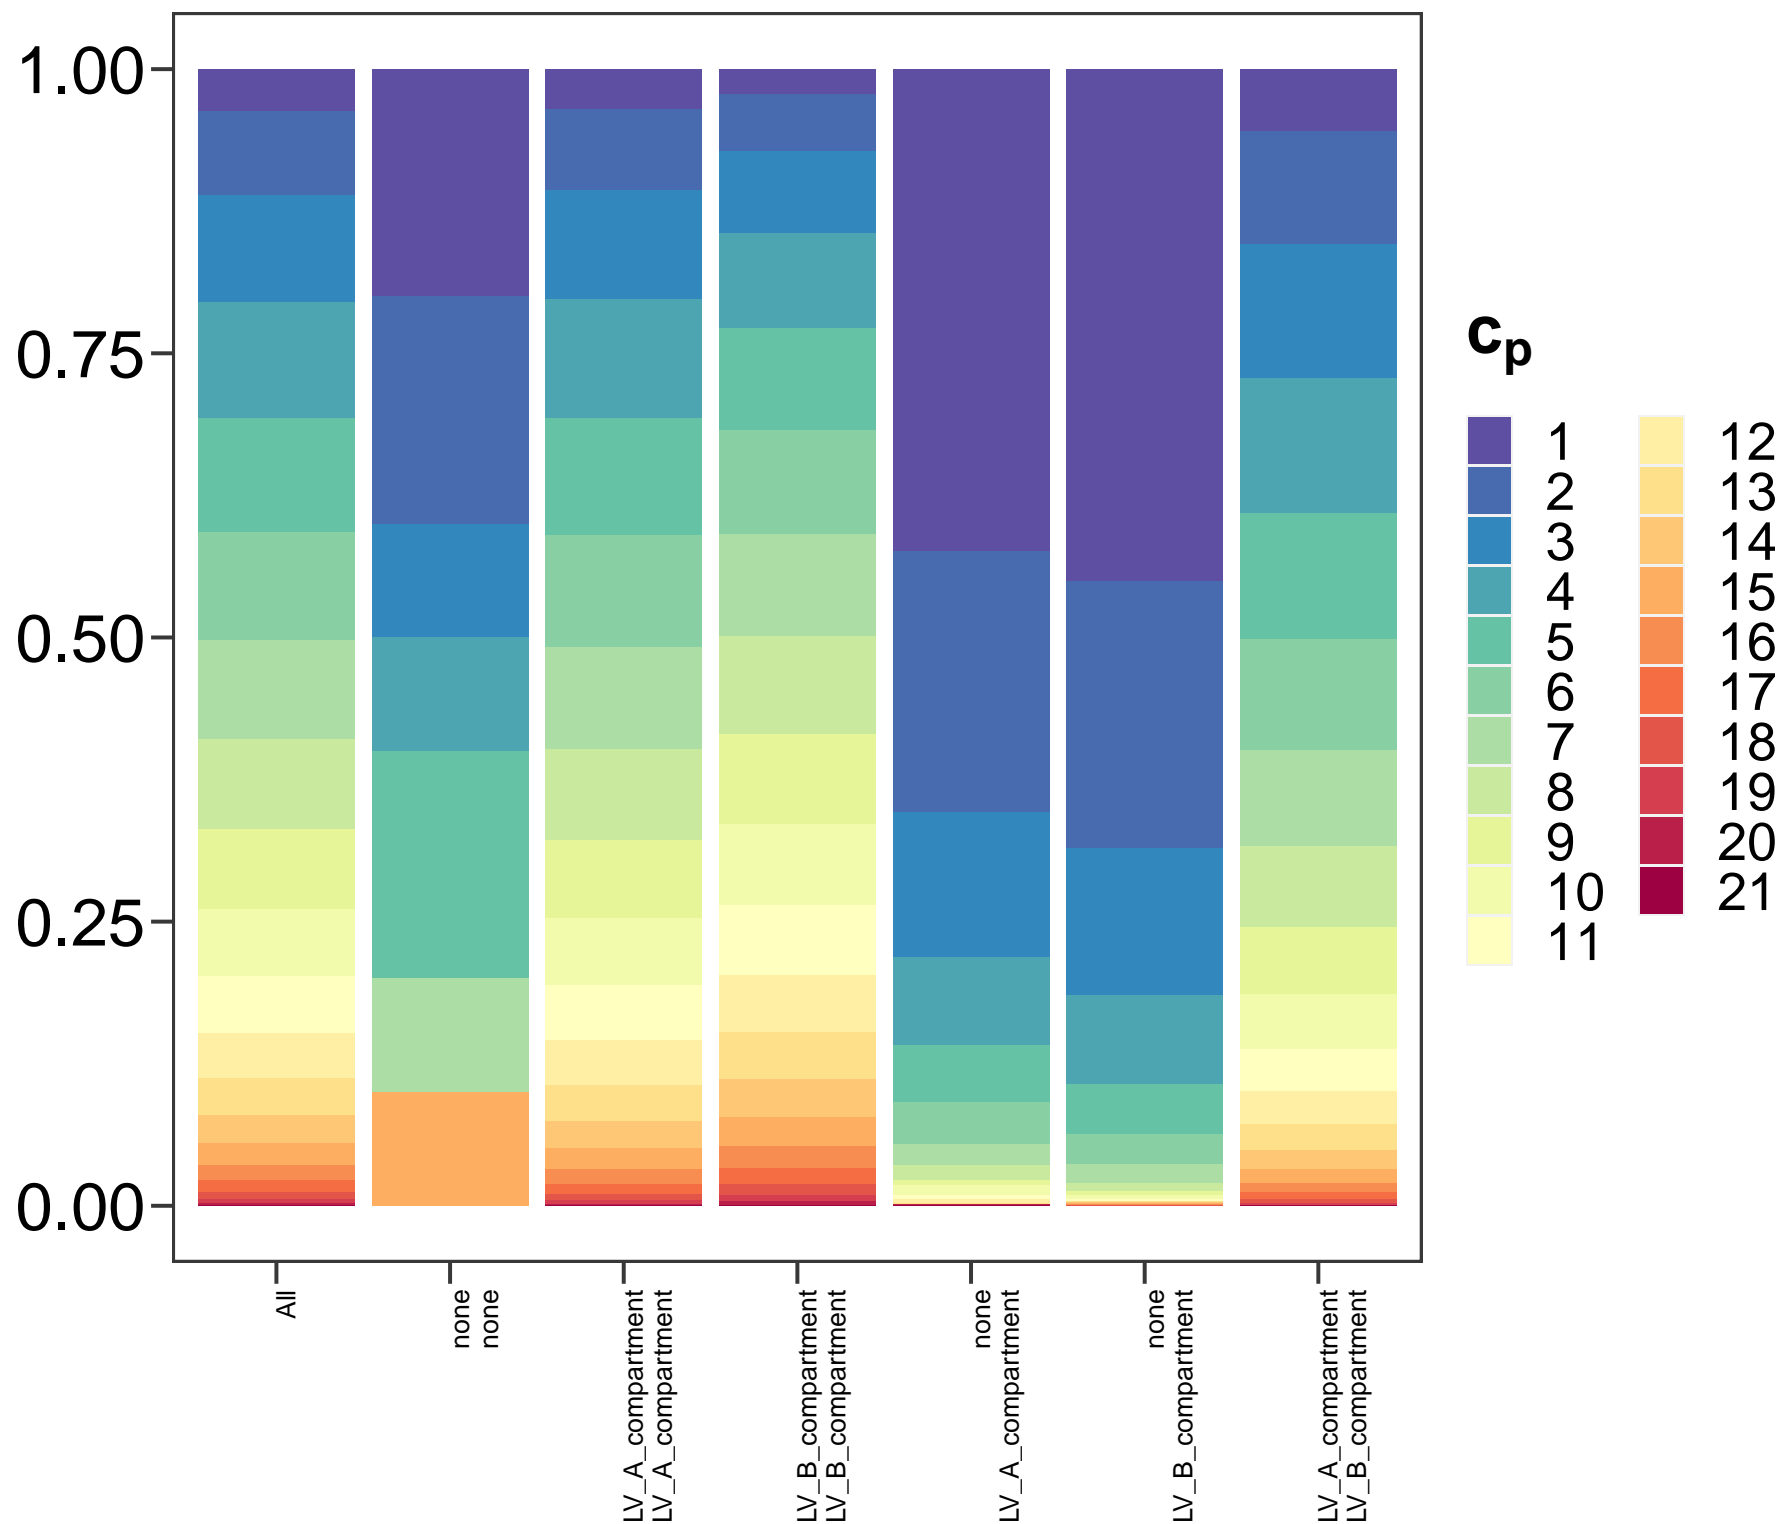 1.00
0.75
0.50
0.25
0.00
All
none
none
LV_A_compartment
LV_A_compartment
LV_B_compartment
LV_B_compartment
none
LV_A_compartment
none
LV_B_compartment
LV_A_compartment
LV_B_compartment
cp
1
2
3
4
5
6
7
8
9
10
11
12
13
14
15
16
17
18
19
20
21